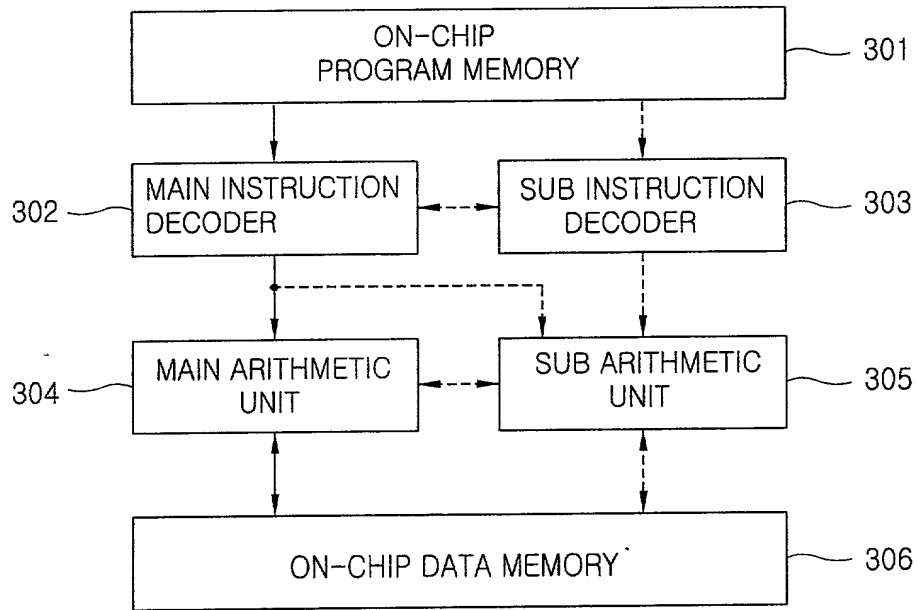 ON-CHIP
PROGRAM MEMORY
301
MAIN INSTRUCTION
DECODER
302
SUB INSTRUCTION
DECODER
303
MAIN ARITHMETIC
UNIT
304
SUB ARITHMETIC
UNIT
305
ON-CHIP DATA MEMORY
306